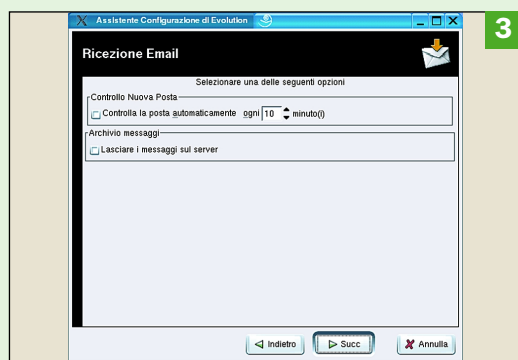 Assistente Configurazione di Evolution
3
Ricezione Email
Selezionare una delle seguenti opzioni
Controllo Nuova Posta
Controlla la posta automaticamente ogni 10 minuto(i)
Archivio messaggi
Lasciare i messaggi sul server
Indietro
Succ
Annulla